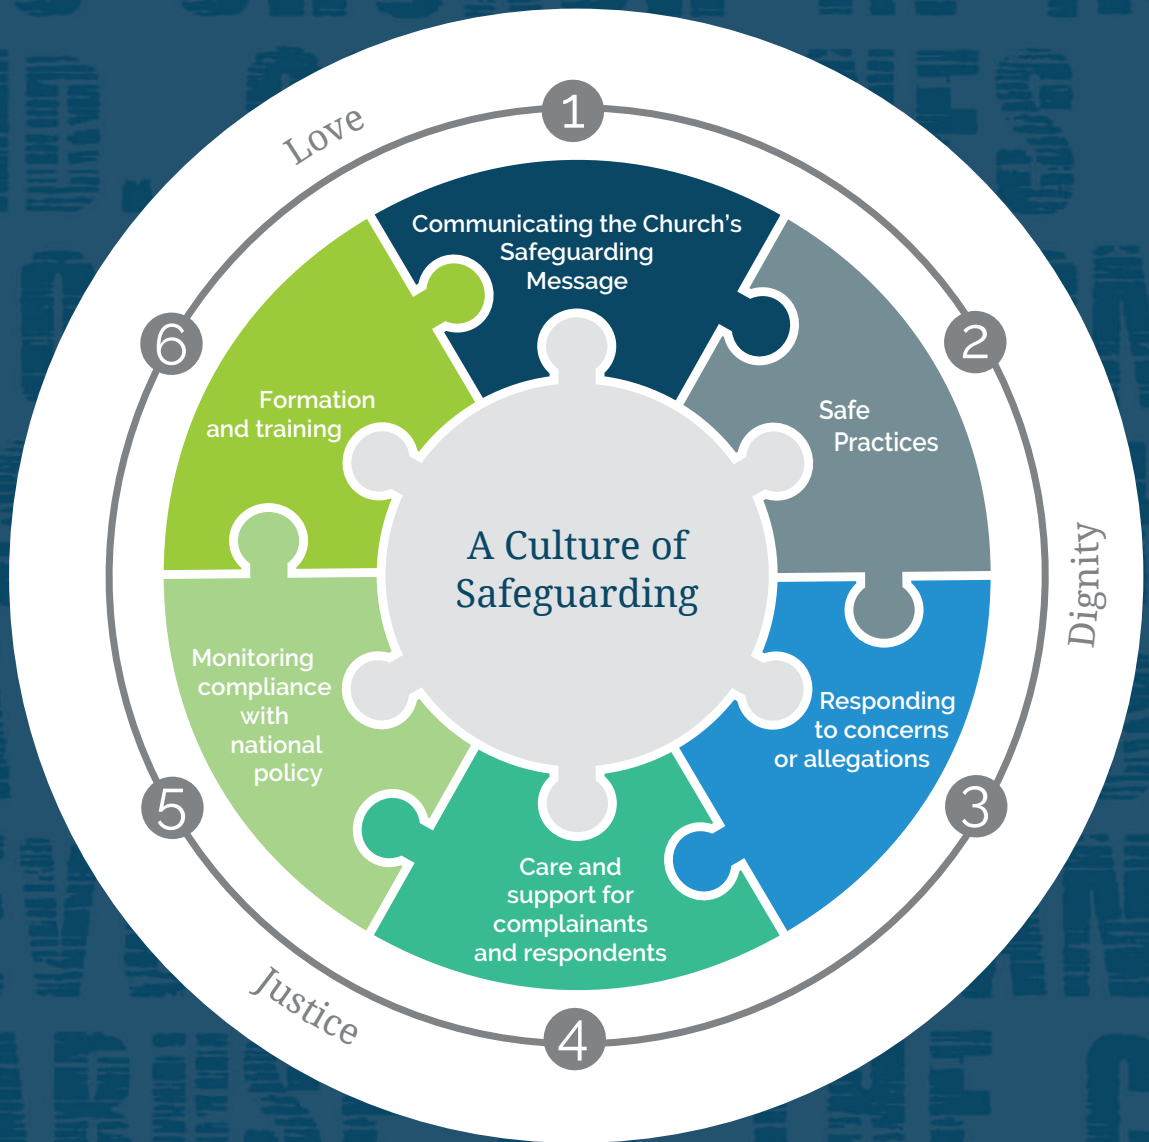 Love
Dignity
Justice
1
Communicating the Church's
Safeguarding
Message
2
Safe
Practices
3
Responding
to concerns
or allegations
4
Care and
support for
complainants
and respondents
5
Monitoring
compliance
with
national
policy
6
Formation
and training
A Culture of
Safeguarding